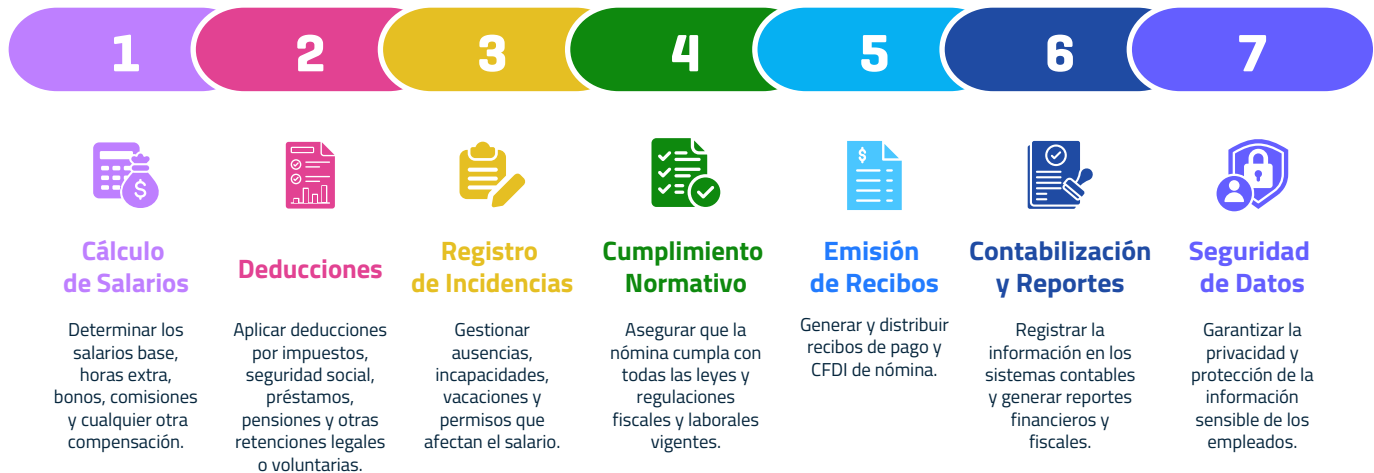 1
2
3
4
5
6
7
Cálculo
de Salarios
Determinar los
salarios base,
horas extra,
bonos, comisiones
y cualquier otra
compensación.
Deducciones
Aplicar deducciones
por impuestos,
seguridad social,
préstamos,
pensiones y otras
retenciones legales
o voluntarias.
Registro
de Incidencias
Gestionar
ausencias,
incapacidades,
vacaciones y
permisos que
afectan el salario.
Cumplimiento
Normativo
Asegurar que la
nómina cumpla con
todas las leyes y
regulaciones
fiscales y laborales
vigentes.
Emisión
de Recibos
Generar y distribuir
recibos de pago y
CFDI de nómina.
Contabilización
y Reportes
Registrar la
información en los
sistemas contables
y generar reportes
financieros y
fiscales.
Seguridad
de Datos
Garantizar la
privacidad y
protección de la
información
sensible de los
empleados.